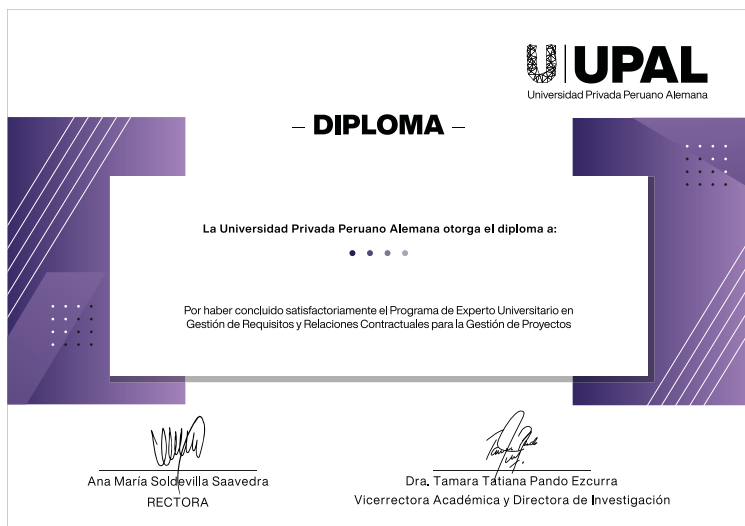 UPAL
Universidad Privada Peruano Alemana
– DIPLOMA –
La Universidad Privada Peruano Alemana otorga el diploma a:
Por haber concluido satisfactoriamente el Programa de Experto Universitario en
Gestión de Requisitos y Relaciones Contractuales para la Gestión de Proyectos
Ana María Soldevilla Saavedra
RECTORA
Dra. Tamara Tatiana Pando Ezcurra
Vicerrectora Académica y Directora de Investigación